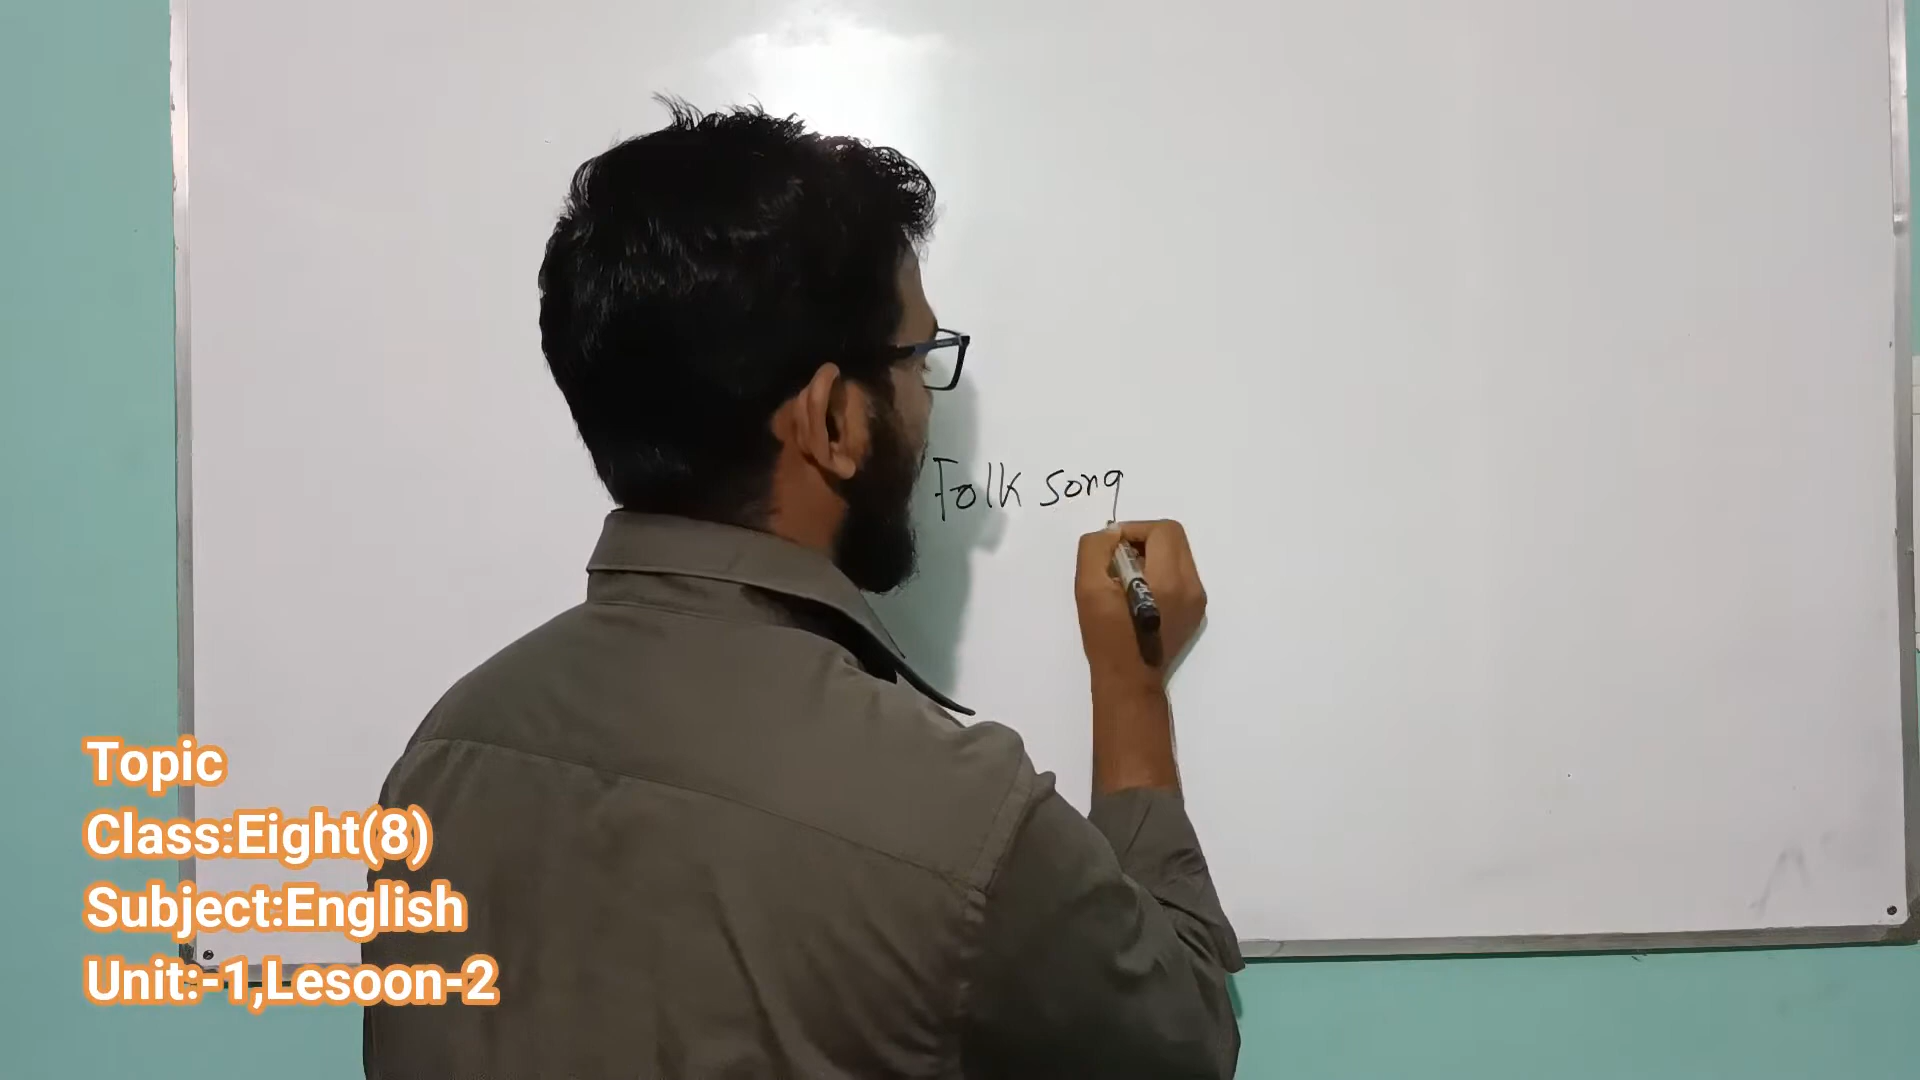 Folk song
Topic
Class:Eight(8)
Subject:English
Unit:-1,Lesoon-2